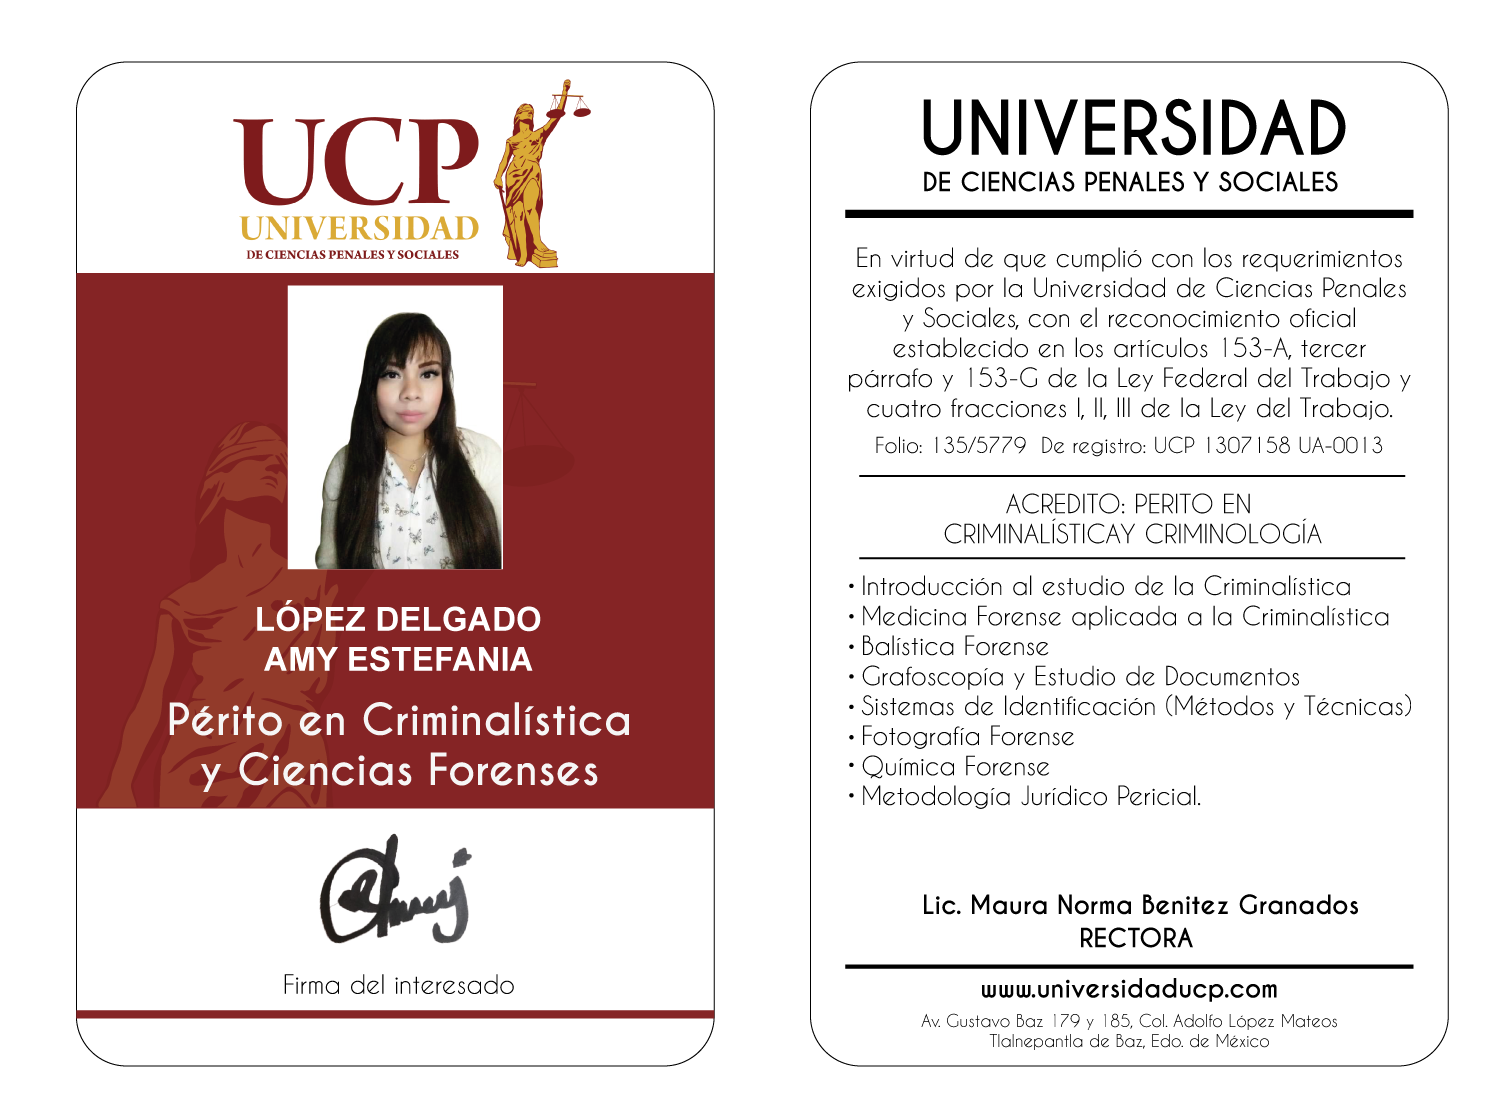 UCP
UNIVERSIDAD
DE CIENCIAS PENALES Y SOCIALES
LÓPEZ DELGADO
AMY ESTEFANIA
Périto en Criminalística
y Ciencias Forenses
Firma del interesado
UNIVERSIDAD
DE CIENCIAS PENALES Y SOCIALES
En virtud de que cumplió con los requerimientos
exigidos por la Universidad de Ciencias Penales
y Sociales, con el reconocimiento oficial
establecido en los artículos 153-A, tercer
párrafo y 153-G de la Ley Federal del Trabajo y
cuatro fracciones I, II, III de la Ley del Trabajo.
Folio: 135/5779 De registro: UCP 1307158 UA-0013
ACREDITO: PERITO EN
CRIMINALÍSTICAY CRIMINOLOGÍA
• Introducción al estudio de la Criminalística
• Medicina Forense aplicada a la Criminalística
• Balística Forense
• Grafoscopía y Estudio de Documentos
• Sistemas de Identificación (Métodos y Técnicas)
• Fotografía Forense
• Química Forense
• Metodología Jurídico Pericial.
Lic. Maura Norma Benitez Granados
RECTORA
www.universidaducp.com
Av. Gustavo Baz 179 y 185, Col. Adolfo López Mateos
Tlalnepantla de Baz, Edo. de México